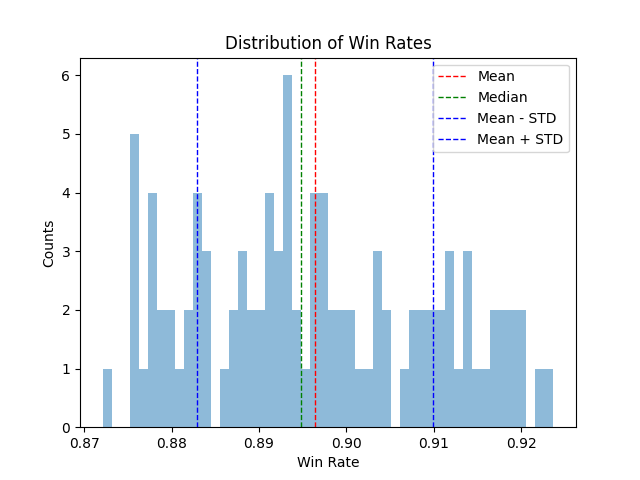 Distribution of Win Rates
Mean
Median
Mean - STD
Mean + STD
6
5
4
3
2
1
0
Counts
0.87 0.88 0.89 0.90 0.91 0.92
Win Rate